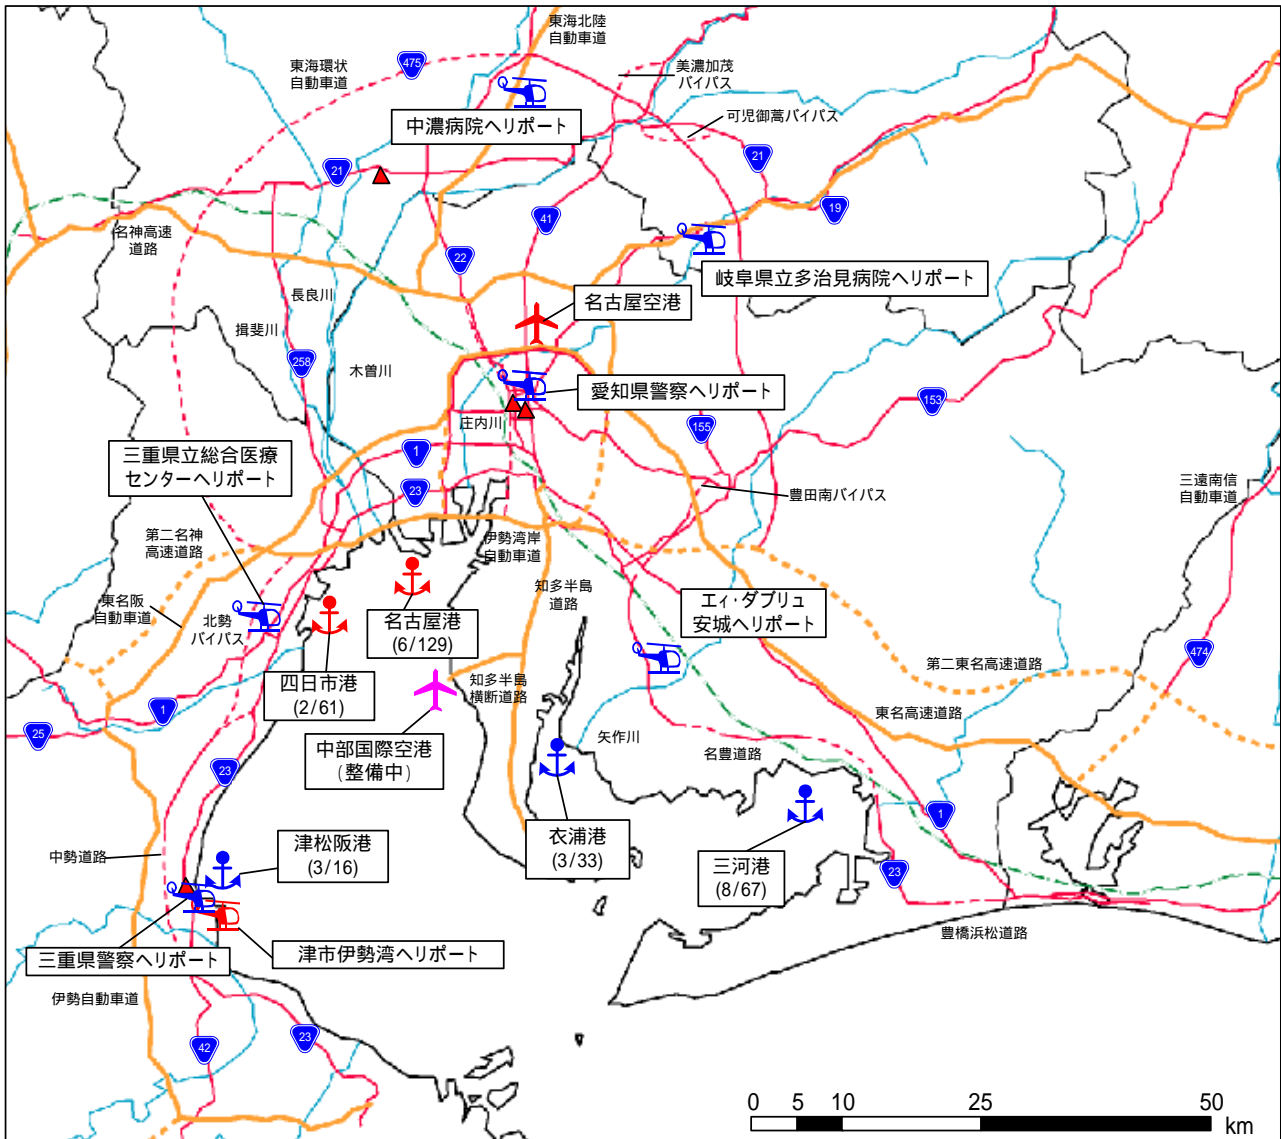 東海北陸
自動車道
東海環状
自動車道
475
美濃加茂
バイパス
中濃病院ヘリポート
可児御嵩バイパス
21
21
19
41
名神高速
道路
22
岐阜県立多治見病院ヘリポート
長良川
名古屋空港
揖斐川
258
木曽川
愛知県警察ヘリポート
153
庄内川
155
1
三重県立総合医療
センターヘリポート
23
豊田南バイパス
三遠南信
自動車道
第二名神
高速道路
伊勢湾岸
自動車道
知多半島
道路
東名阪
自動車道
北勢
バイパス
名古屋港
(6/129)
エィ・ダブリュ
安城ヘリポート
474
第二東名高速道路
四日市港
(2/61)
知多半島
横断道路
1
25
東名高速道路
中部国際空港
(整備中)
矢作川
名豊道路
23
1
津松阪港
(3/16)
衣浦港
(3/33)
中勢道路
三河港
(8/67)
23
豊橋浜松道路
三重県警察ヘリポート
津市伊勢湾ヘリポート
伊勢自動車道
23
42
0 5 10 25 50
km